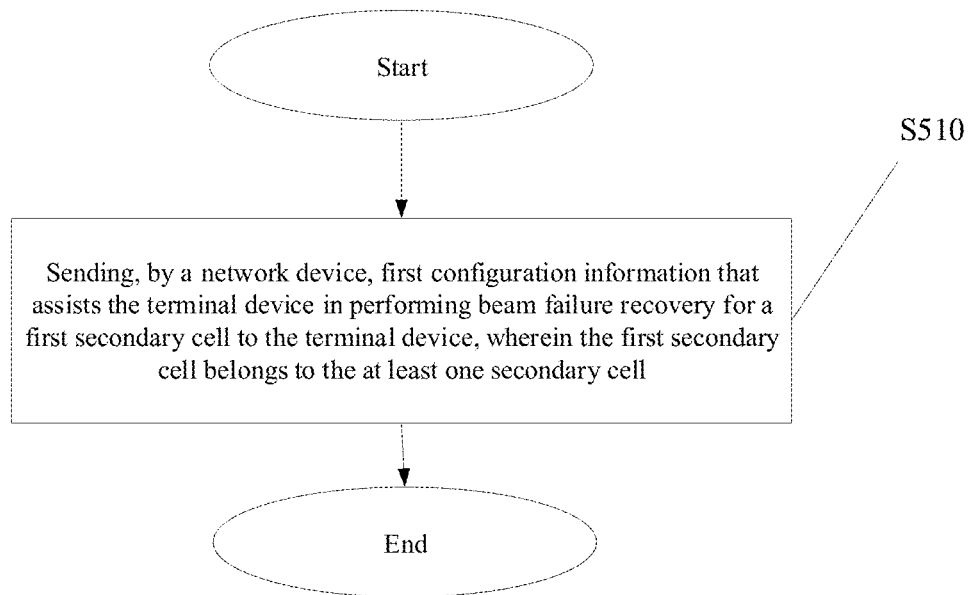 Start
S510
Sending, by a network device, first configuration information that
assists the terminal device in performing beam failure recovery for a
first secondary cell to the terminal device, wherein the first secondary
cell belongs to the at least one secondary cell
End